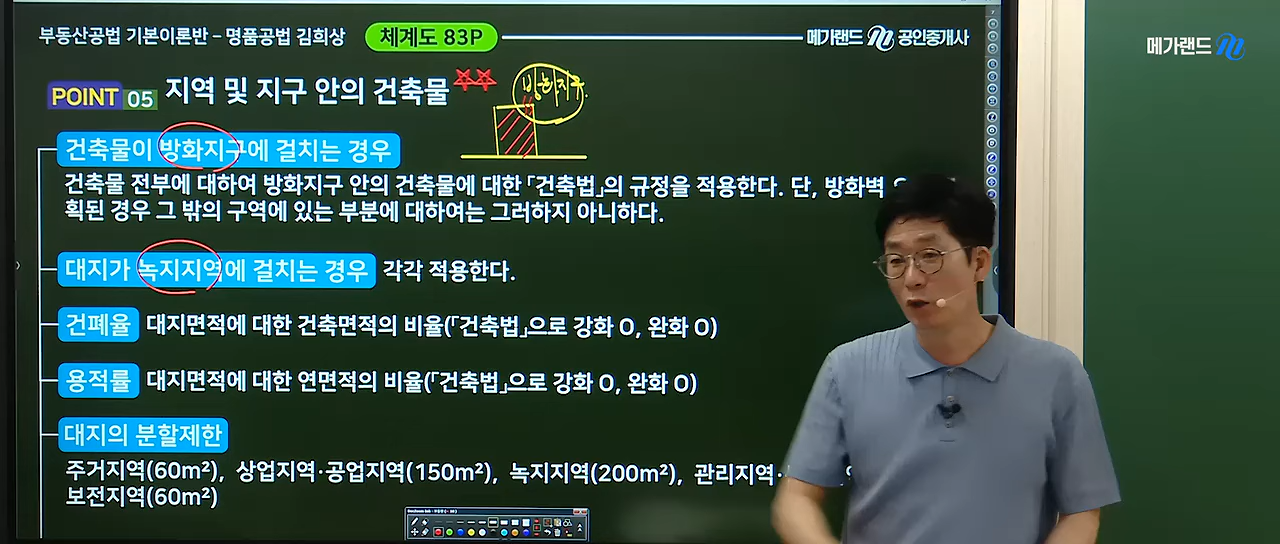 부동산공법 기본이론반 - 명품공법 김희상
체계도 83P
메가랜드 공인중개사
메가랜드
POINT 05 지역 및 지구 안의 건축물
방화지구
건축물이 방화지구에 걸치는 경우
건축물 전부에 대하여 방화지구 안의 건축물에 대한 「건축법」의 규정을 적용한다. 단, 방화벽
획된 경우 그 밖의 구역에 있는 부분에 대하여는 그러하지 아니하다.
대지가 녹지지역에 걸치는 경우 각각 적용한다.
건폐율 대지면적에 대한 건축면적의 비율(「건축법」으로 강화 O, 완화 O)
용적률 대지면적에 대한 연면적의 비율(「건축법」으로 강화 O, 완화 O)
대지의 분할제한
주거지역(60m²), 상업지역·공업지역(150m²), 녹지지역(200m²), 관리지역·
보전지역(60m²)